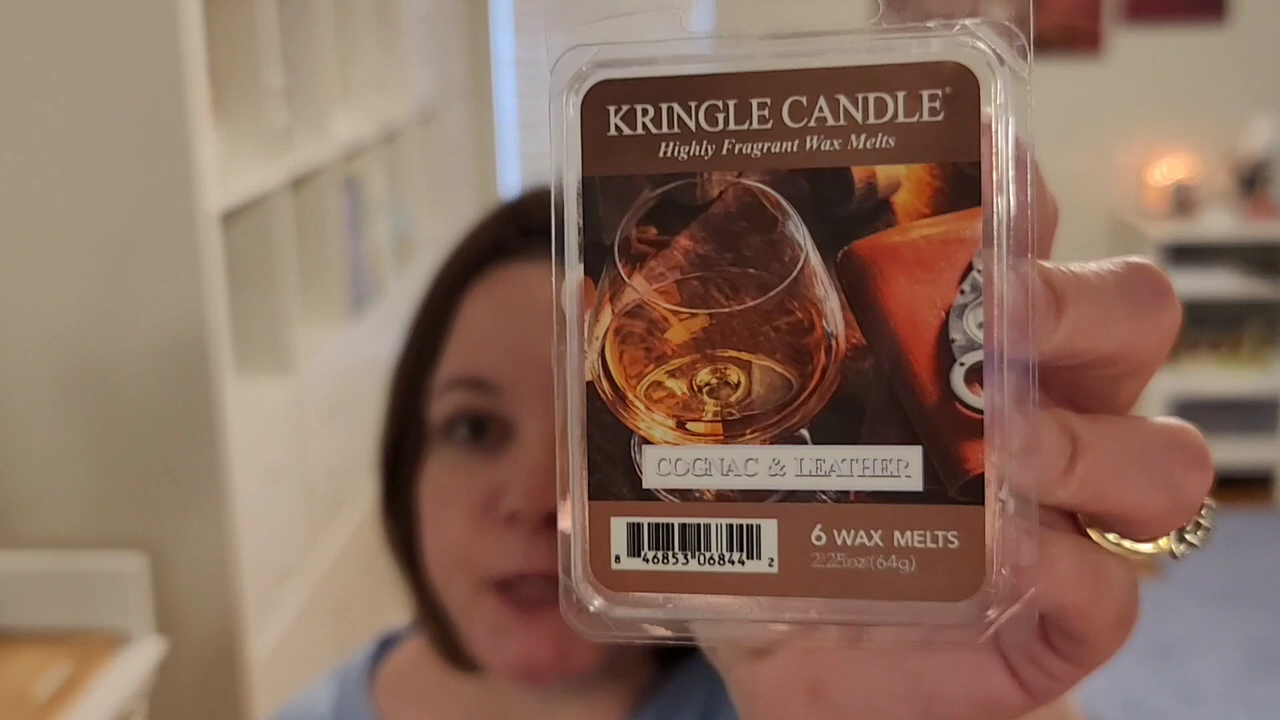 KRINGLE CANDLE
Highly Fragrant Wax Melts
COGNAC & LEATHER
6 WAX MELTS
2.25oz (64g)
8 46853 06844 2